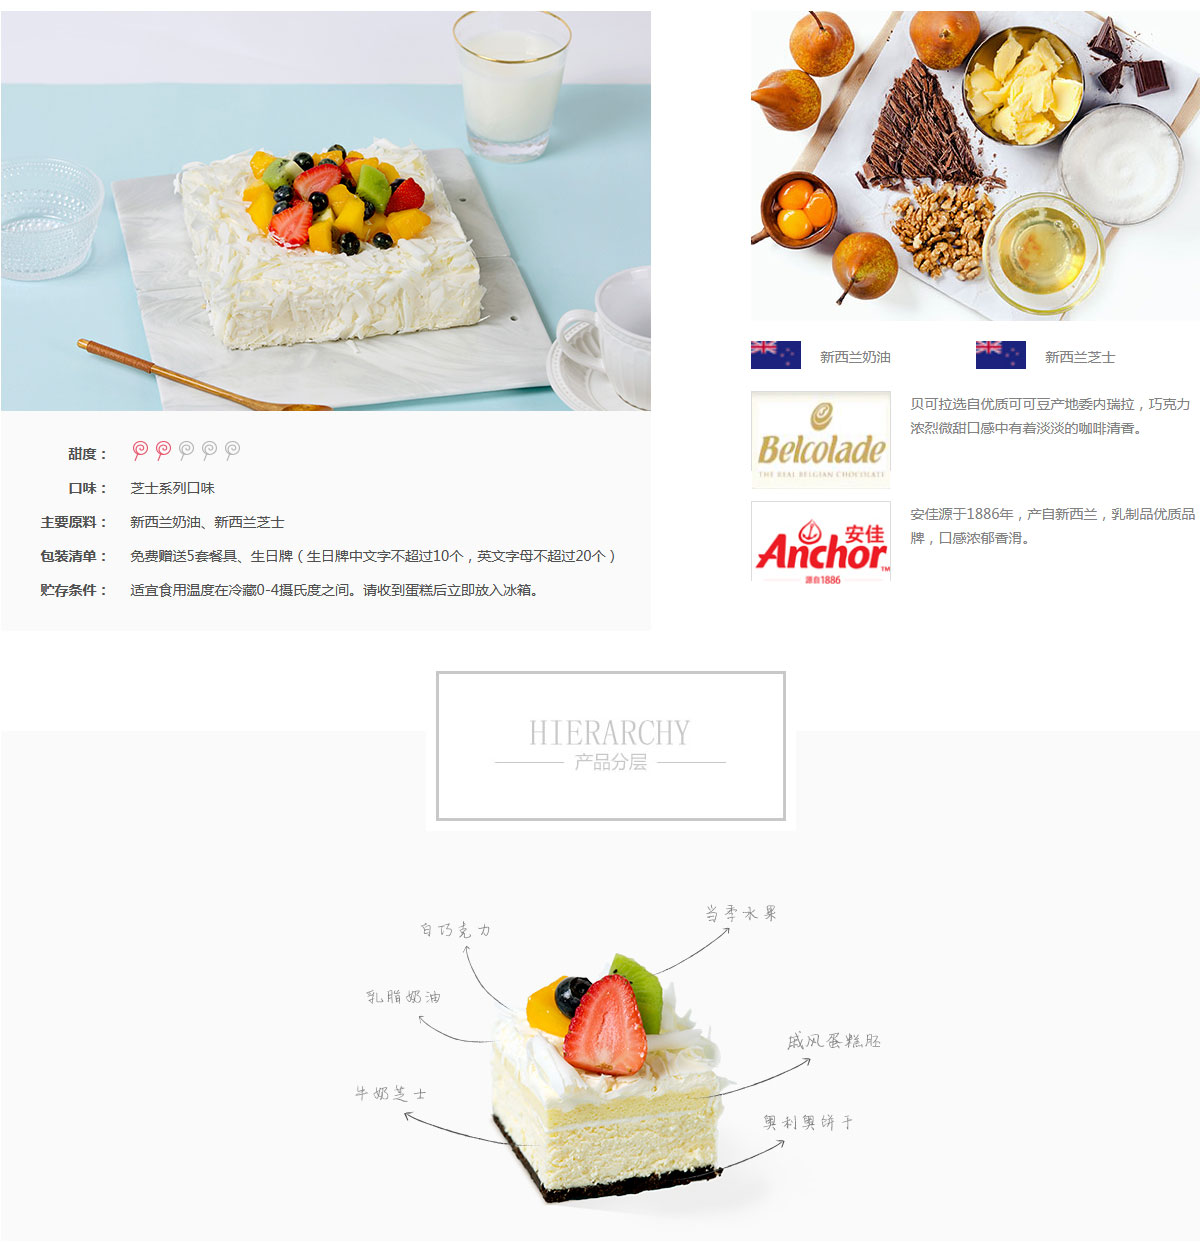 甜度：
口味： 芝士系列口味
主要原料： 新西兰奶油、新西兰芝士
包装清单： 免费赠送5套餐具、生日牌（生日牌中文字不超过10个，英文字母不超过20个）
贮存条件： 适宜食用温度在冷藏0-4摄氏度之间。请收到蛋糕后立即放入冰箱。
新西兰奶油 新西兰芝士
Belcolade
THE REAL BELGIAN CHOCOLATE
贝可拉选自优质可可豆产地委内瑞拉，巧克力
浓烈微甜口感中有着淡淡的咖啡清香。
安佳
Anchor™
源自1886
安佳源于1886年，产自新西兰，乳制品优质品
牌，口感浓郁香滑。
HIERARCHY
产品分层
当季水果
白巧克力
乳脂奶油
戚风蛋糕胚
牛奶芝士
奥利奥饼干